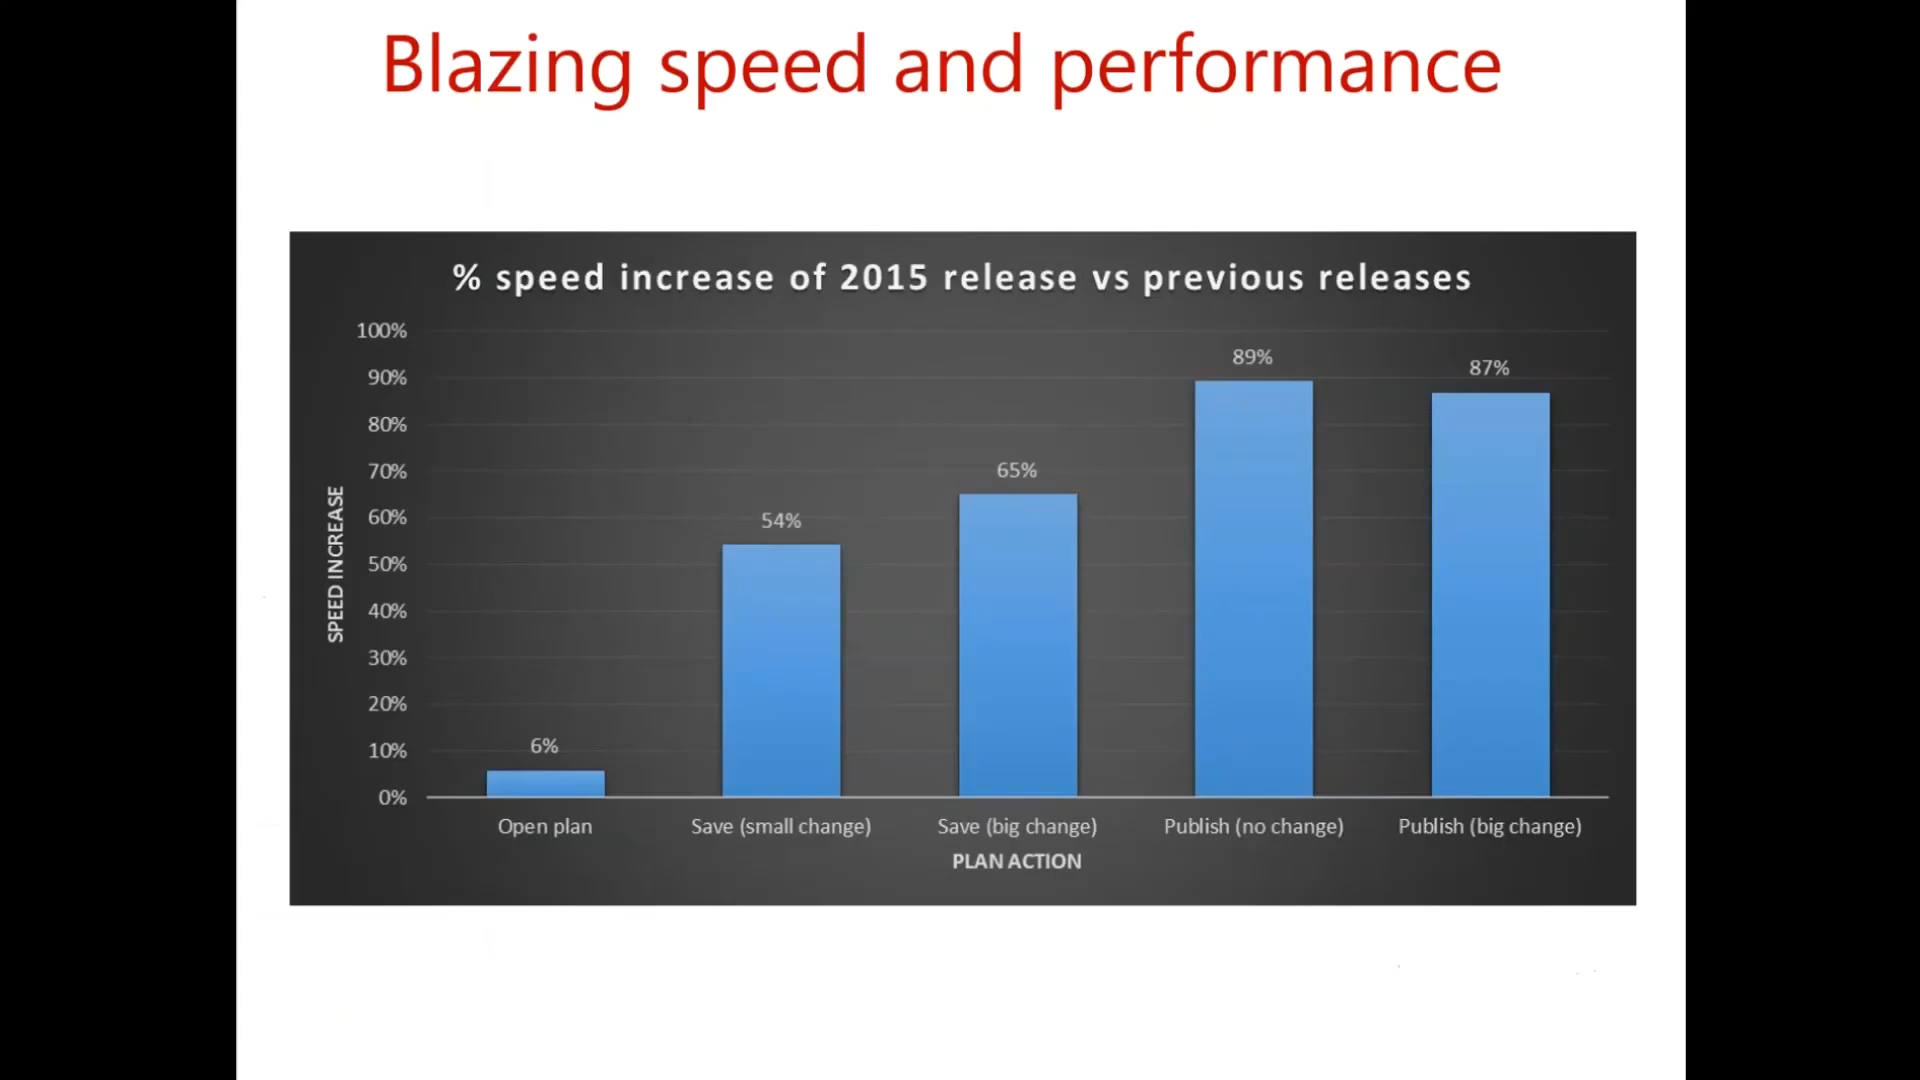 Blazing speed and performance
% speed increase of 2015 release vs previous releases
100%
90%
80%
70%
60%
50%
40%
30%
20%
10%
0%
SPEED INCREASE
6%
54%
65%
89%
87%
Open plan
Save (small change)
Save (big change)
Publish (no change)
Publish (big change)
PLAN ACTION